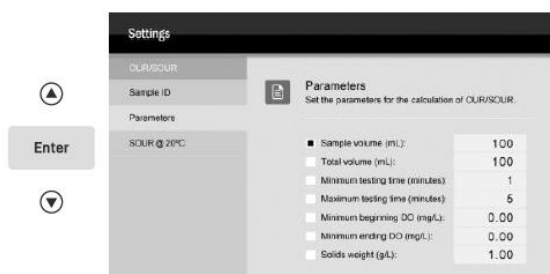 Settings
OUR/SOUR
Sample ID
Parameters
SOUR @ 20ºC
Enter
Parameters
Set the parameters for the calculation of OUR/SOUR.
Sample volume (mL): 100
Total volume (mL): 100
Minimum testing time (minutes): 1
Maximum testing time (minutes): 5
Minimum beginning DO (mg/L): 0.00
Minimum ending DO (mg/L): 0.00
Solids weight (g/L): 1.00